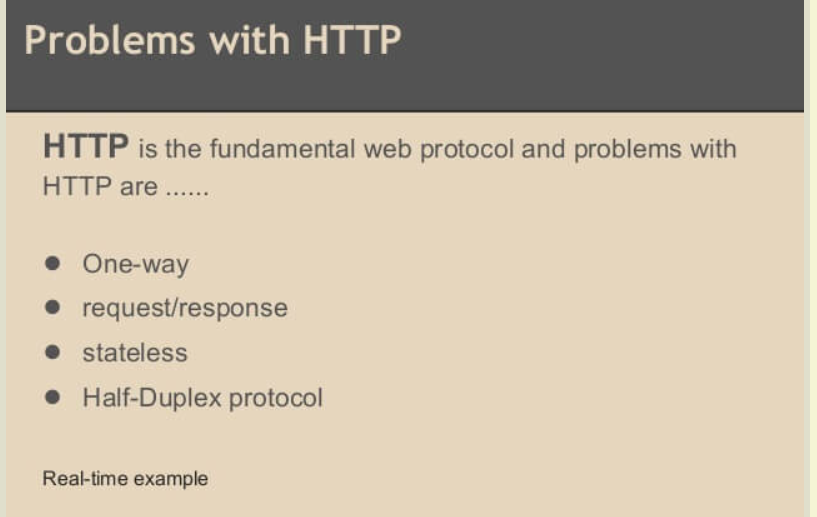 Problems with HTTP
HTTP is the fundamental web protocol and problems with
HTTP are ......
● One-way
● request/response
● stateless
● Half-Duplex protocol
Real-time example